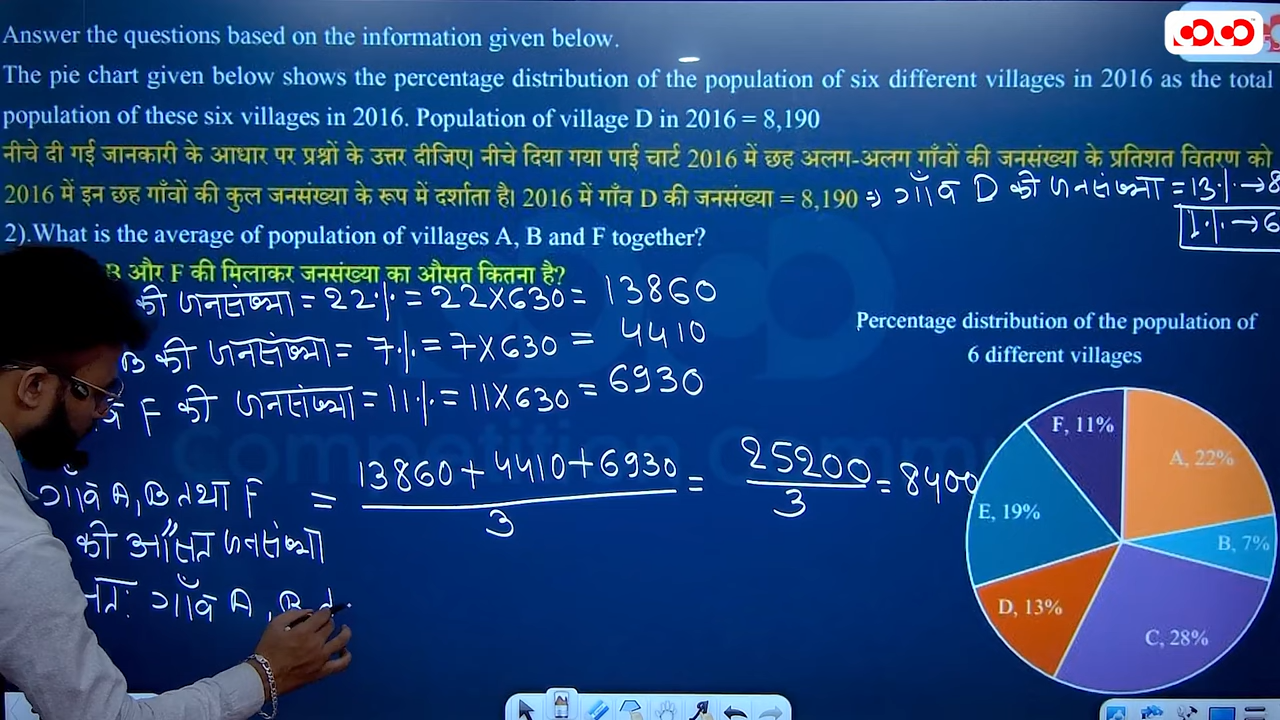 Answer the questions based on the information given below.
The pie chart given below shows the percentage distribution of the population of six different villages in 2016 as the total
population of these six villages in 2016. Population of village D in 2016 = 8,190
नीचे दी गई जानकारी के आधार पर प्रश्नों के उत्तर दीजिए। नीचे दिया गया पाई चार्ट 2016 में छह अलग-अलग गाँवों की जनसंख्या के प्रतिशत वितरण को
2016 में इन छह गाँवों की कुल जनसंख्या के रूप में दर्शाता है। 2016 में गाँव D की जनसंख्या = 8,190 ⇒ गाँव D की जनसंख्या = 13% → 8
1% → 6
2).What is the average of population of villages A, B and F together?
B और F की मिलाकर जनसंख्या का औसत कितना है?
की जनसंख्या = 22% = 22×630 = 13860
B की जनसंख्या = 7% = 7×630 = 4410
F की जनसंख्या = 11% = 11×630 = 6930
गाँव A, B तथा F = 13860+4410+6930 / 3 = 25200 / 3 = 8400
की औसत जनसंख्या
गाँव A, B
Percentage distribution of the population of
6 different villages
F, 11%
A, 22%
E, 19%
B, 7%
D, 13%
C, 28%